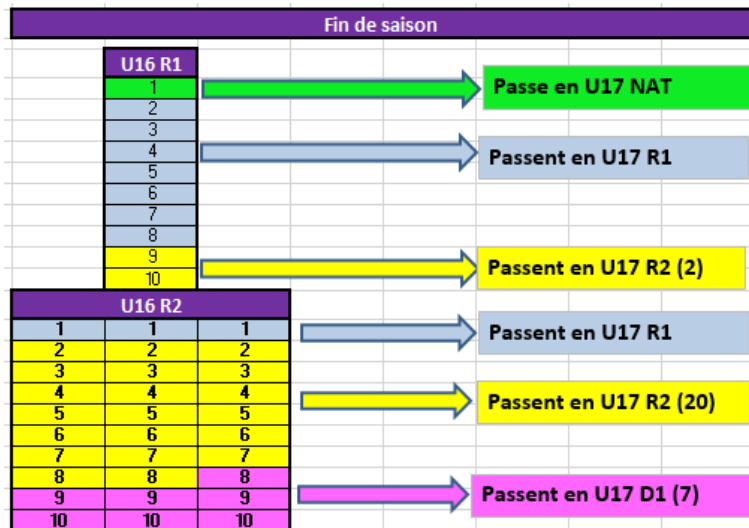 Fin de saison
U16 R1
1 Passe en U17 NAT
2
3
4 Passent en U17 R1
5
6
7
8
9 Passent en U17 R2 (2)
10
U16 R2
1 1 1 Passent en U17 R1
2 2 2
3 3 3
4 4 4 Passent en U17 R2 (20)
5 5 5
6 6 6
7 7 7
8 8 8
9 9 9 Passent en U17 D1 (7)
10 10 10